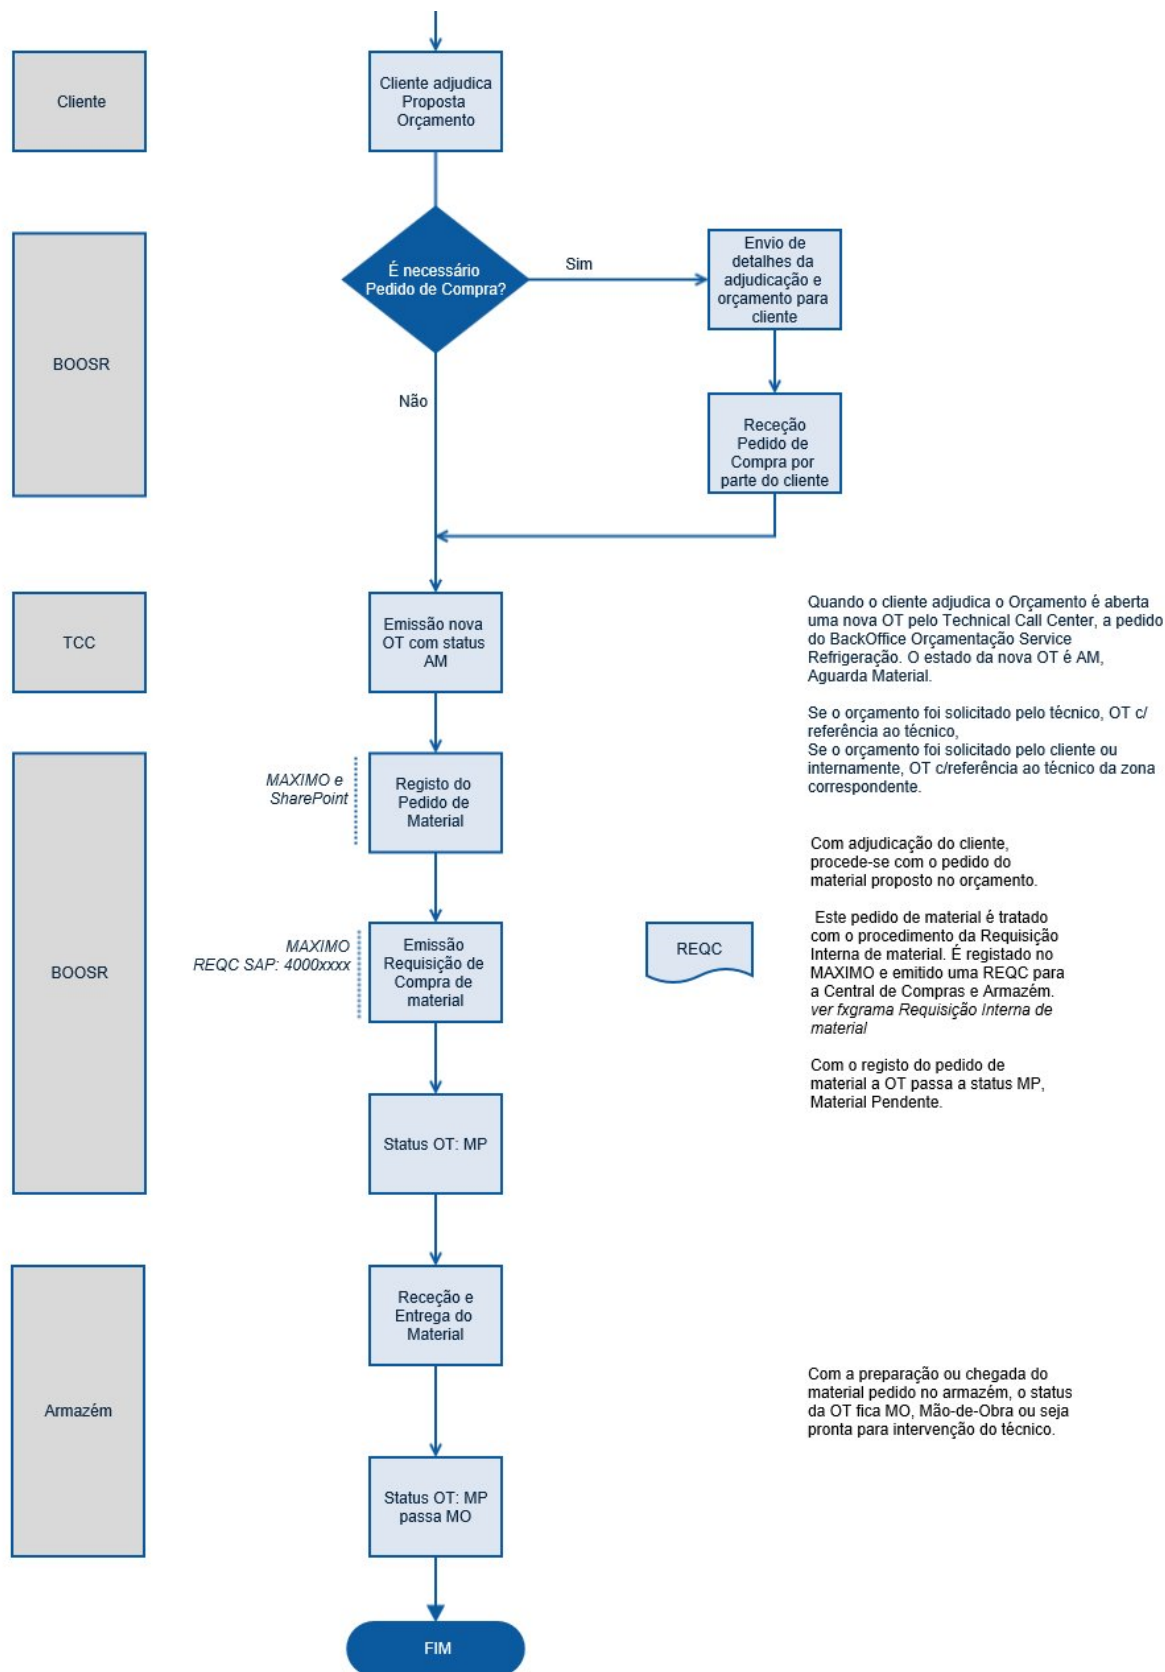 Cliente
Cliente adjudica
Proposta
Orçamento
BOOSR
É necessário
Pedido de Compra?
Sim
Envio de
detalhes da
adjudicação e
orçamento para
cliente
Não
Receção
Pedido de
Compra por
parte do cliente
TCC
Emissão nova
OT com status
AM
Quando o cliente adjudica o Orçamento é aberta
uma nova OT pelo Technical Call Center, a pedido
do BackOffice Orçamentação Service
Refrigeração. O estado da nova OT é AM,
Aguarda Material.
Se o orçamento foi solicitado pelo técnico, OT c/
referência ao técnico,
Se o orçamento foi solicitado pelo cliente ou
internamente, OT c/referência ao técnico da zona
correspondente.
BOOSR
MAXIMO e
SharePoint
Registo do
Pedido de
Material
Com adjudicação do cliente,
procede-se com o pedido do
material proposto no orçamento.
MAXIMO
REQC SAP: 4000xxxx
Emissão
Requisição de
Compra de
material
REQC
Este pedido de material é tratado
com o procedimento da Requisição
Interna de material. É registado no
MAXIMO e emitido uma REQC para
a Central de Compras e Armazém.
ver fxgrama Requisição Interna de
material
Com o registo do pedido de
material a OT passa a status MP,
Material Pendente.
Status OT: MP
Armazém
Receção e
Entrega do
Material
Com a preparação ou chegada do
material pedido no armazém, o status
da OT fica MO, Mão-de-Obra ou seja
pronta para intervenção do técnico.
Status OT: MP
passa MO
FIM